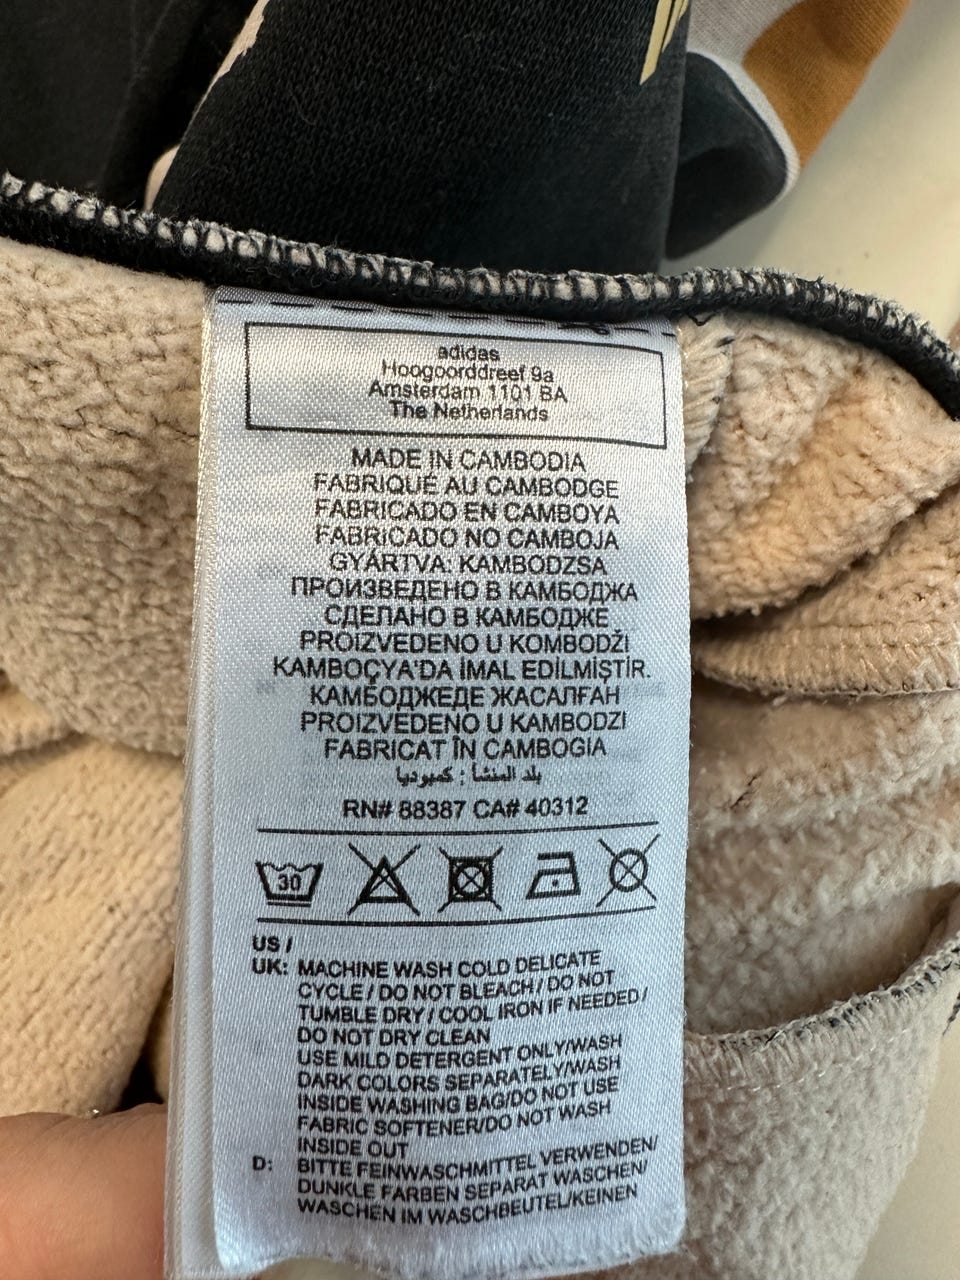 adidas
Hoogoorddreef 9a
Amsterdam 1101 BA
The Netherlands
MADE IN CAMBODIA
FABRIQUÉ AU CAMBODGE
FABRICADO EN CAMBOYA
FABRICADO NO CAMBOJA
GYÁRTVA: KAMBODZSA
ПРОИЗВЕДЕНО В КАМБОДЖА
СДЕЛАНО В КАМБОДЖЕ
PROIZVEDENO U KOMBODŽI
KAMBOÇYA'DA İMAL EDİLMİŞTİR.
КАМБОДЖЕДЕ ЖАСАЛҒАН
PROIZVEDENO U KAMBODZI
FABRICAT ÎN CAMBOGIA
بلد المنشأ : كمبوديا
RN# 88387 CA# 40312
30
US /
UK: MACHINE WASH COLD DELICATE
CYCLE / DO NOT BLEACH / DO NOT
TUMBLE DRY / COOL IRON IF NEEDED /
DO NOT DRY CLEAN
USE MILD DETERGENT ONLY/WASH
DARK COLORS SEPARATELY/WASH
INSIDE WASHING BAG/DO NOT USE
FABRIC SOFTENER/DO NOT WASH
INSIDE OUT
D: BITTE FEINWASCHMITTEL VERWENDEN/
DUNKLE FARBEN SEPARAT WASCHEN/
WASCHEN IM WASCHBEUTEL/KEINEN